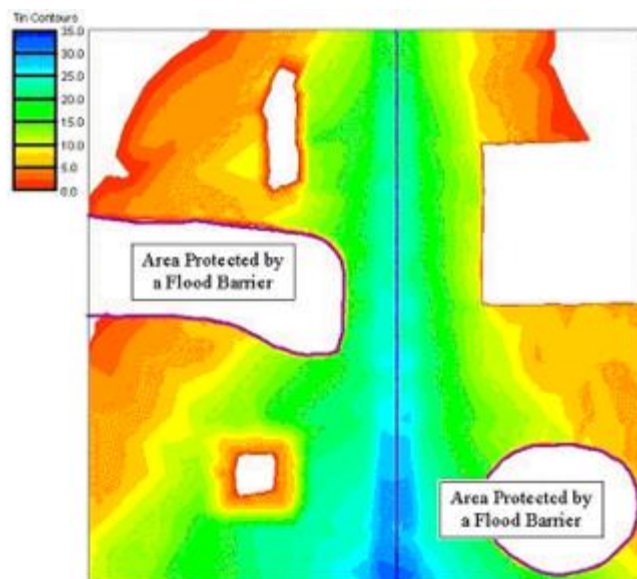 Tin Contours
35.0
30.0
25.0
20.0
15.0
10.0
5.0
0.0
Area Protected by
a Flood Barrier
Area Protected by
a Flood Barrier